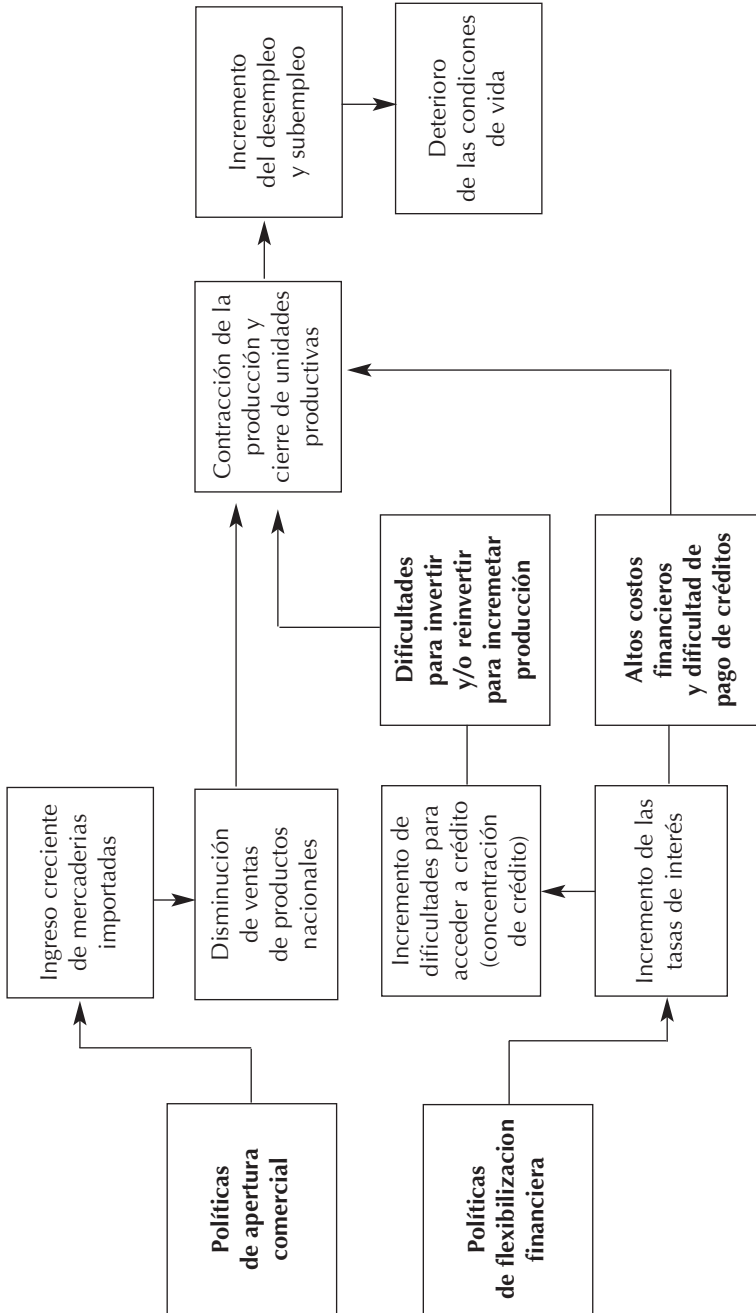 Políticas
de apertura
comercial
Ingreso creciente
de mercaderias
importadas
Disminución
de ventas
de productos
nacionales
Políticas
de flexibilizacion
financiera
Incremento de las
tasas de interés
Incremento de
dificultades para
acceder a crédito
(concentración
de crédito)
Dificultades
para invertir
y/o reinvertir
para incremetar
producción
Altos costos
financieros
y dificultad de
pago de créditos
Contracción de la
producción y
cierre de unidades
productivas
Incremento
del desempleo
y subempleo
Deterioro
de las condicones
de vida